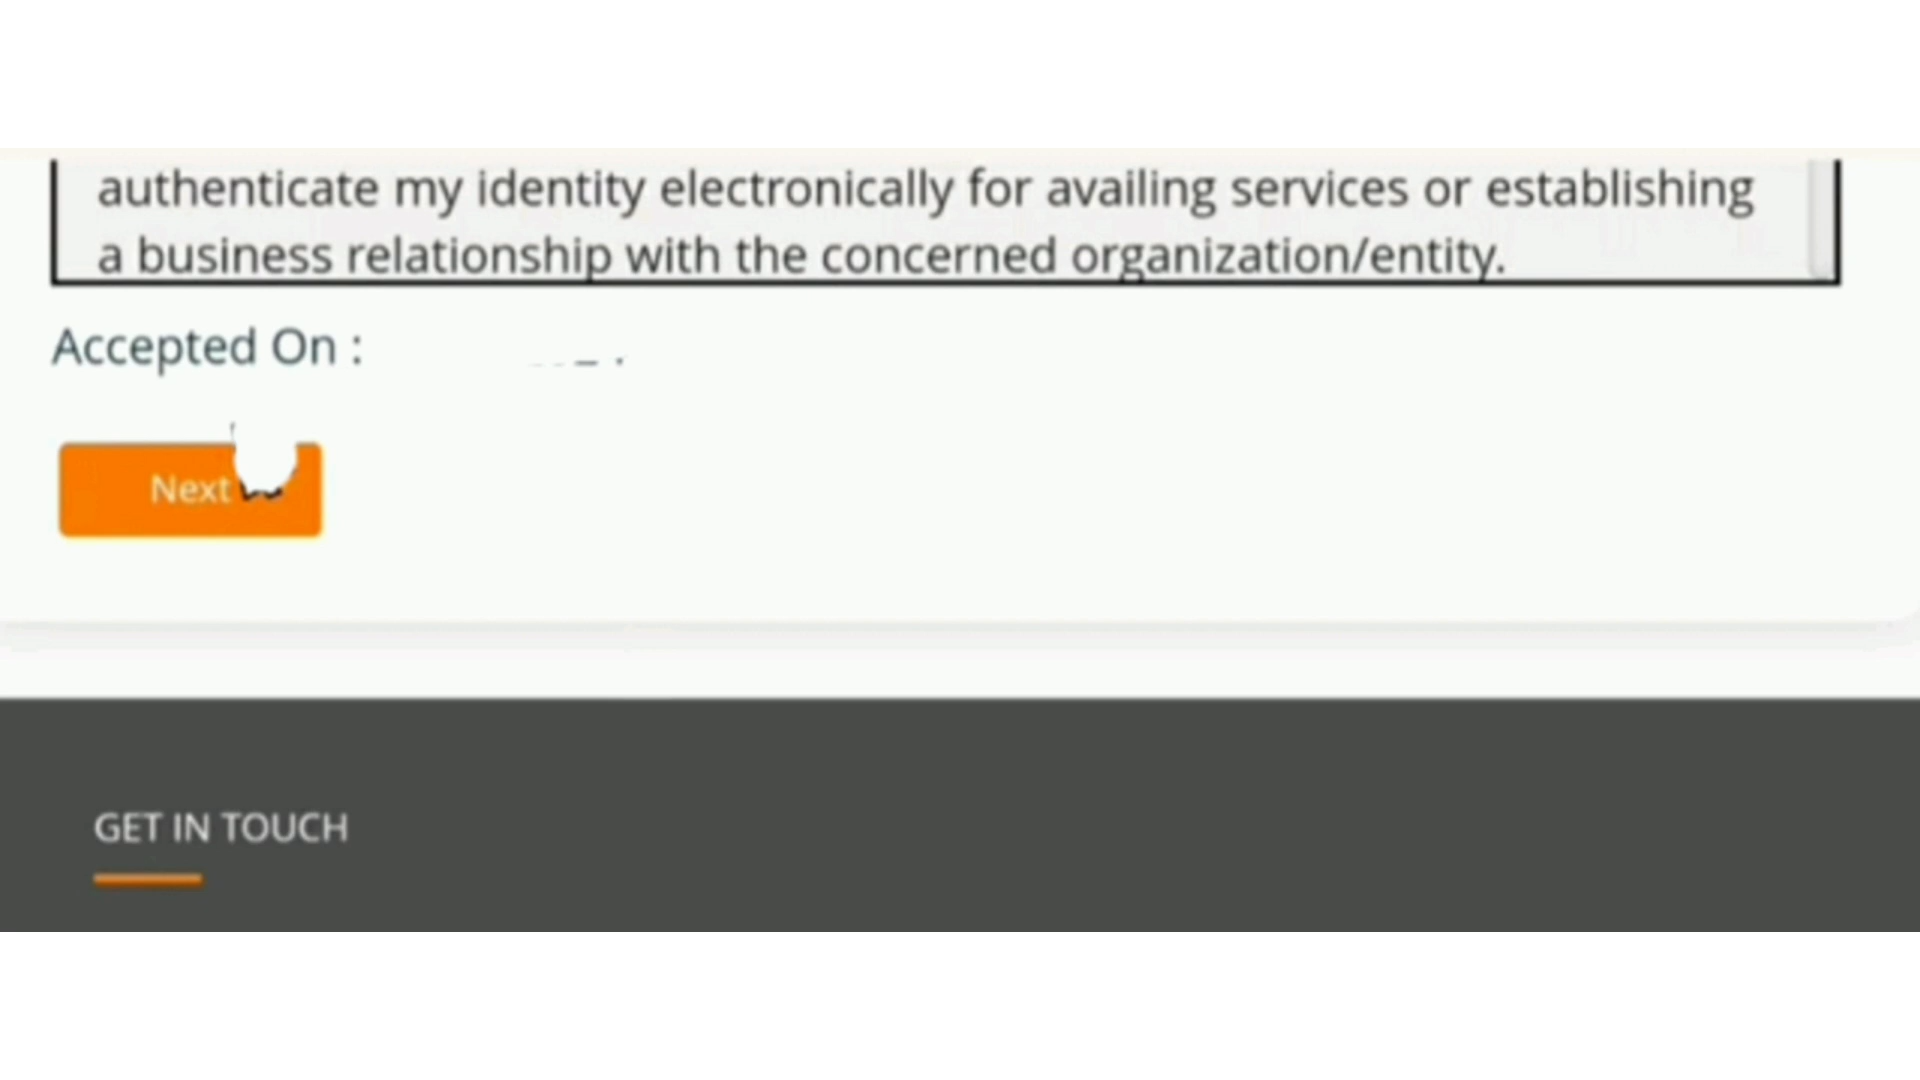 authenticate my identity electronically for availing services or establishing
a business relationship with the concerned organization/entity.
Accepted On :
Next
GET IN TOUCH